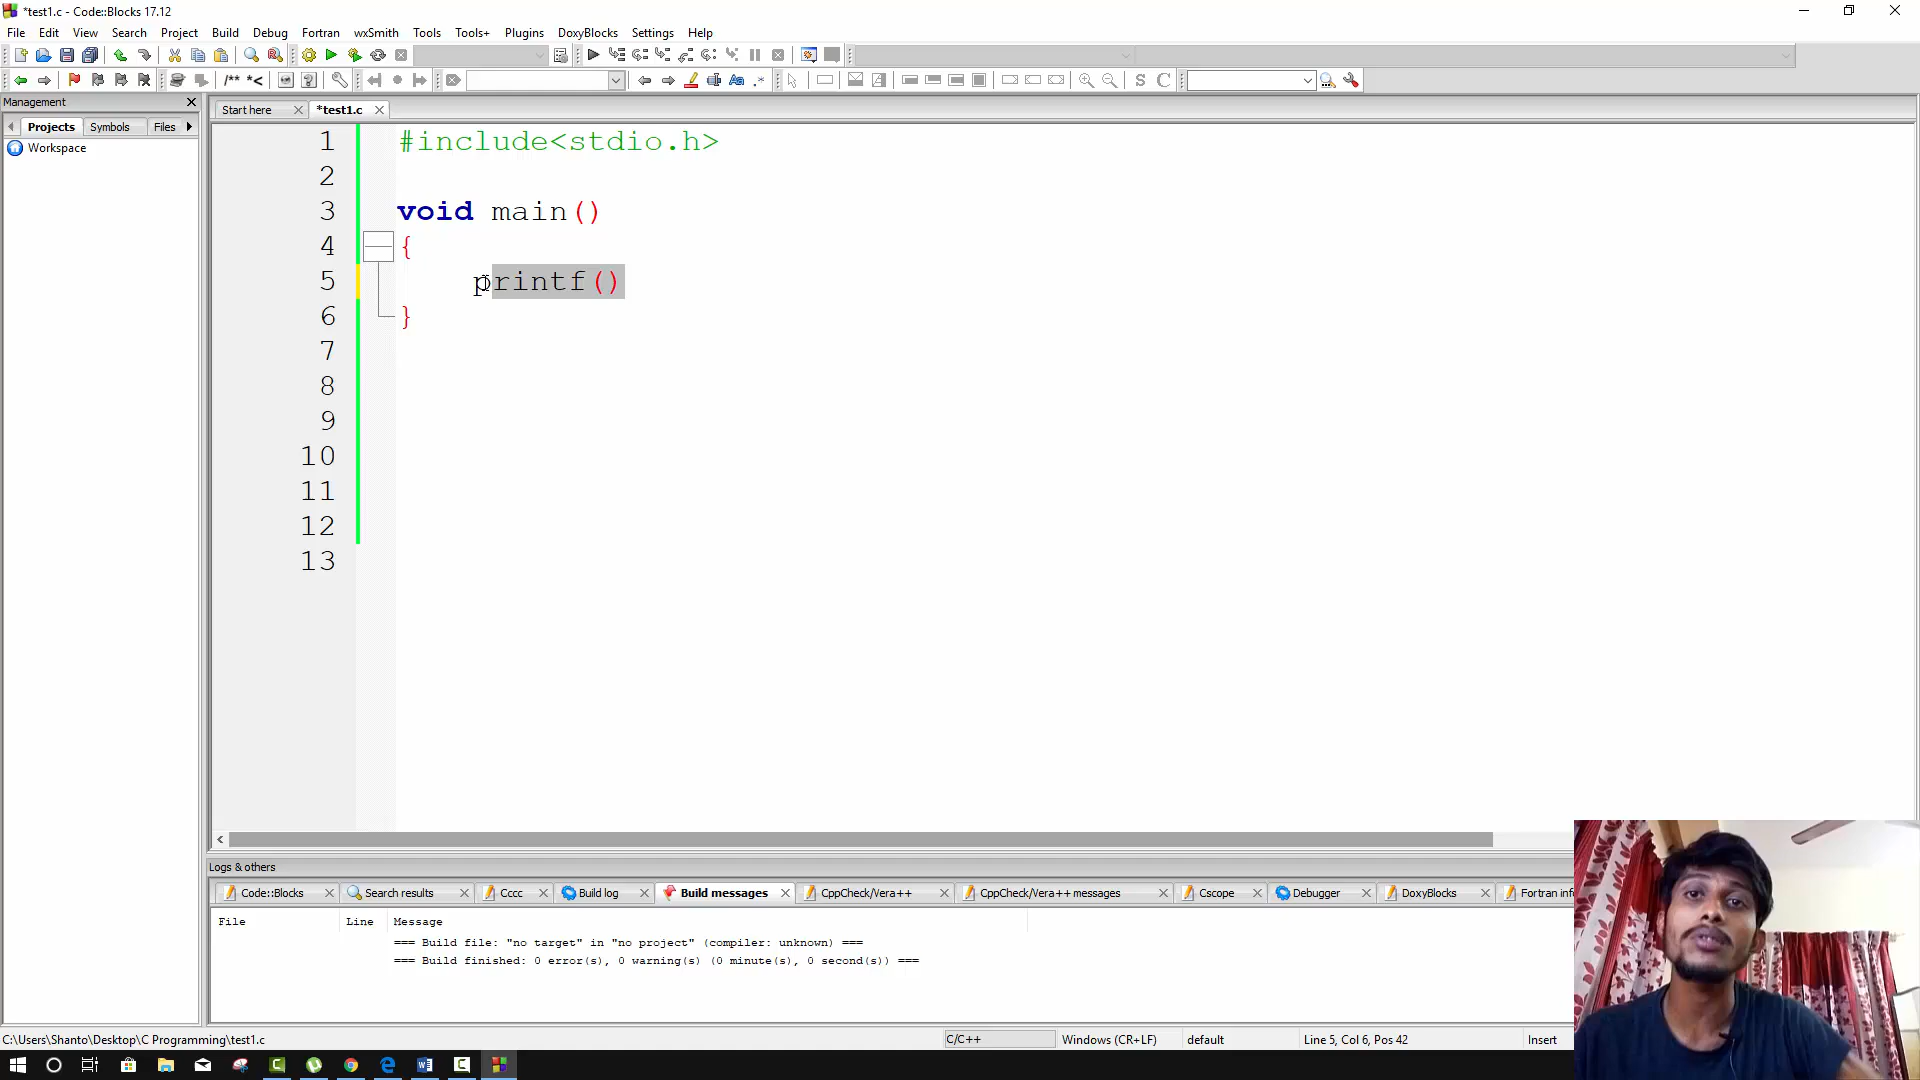 *test1.c - Code::Blocks 17.12
File Edit View Search Project Build Debug Fortran wxSmith Tools Tools+ Plugins DoxyBlocks Settings Help
/** *<
Aa .*
S C
Management
Projects Symbols Files
Workspace
Start here *test1.c
1 #include<stdio.h>
2
3 void main()
4 {
5 printf()
6 }
7
8
9
10
11
12
13
Logs & others
Code::Blocks Search results Cccc Build log Build messages CppCheck/Vera++ CppCheck/Vera++ messages Cscope Debugger DoxyBlocks Fortran inf
File Line Message
=== Build file: "no target" in "no project" (compiler: unknown) ===
=== Build finished: 0 error(s), 0 warning(s) (0 minute(s), 0 second(s)) ===
C:\Users\Shanto\Desktop\C Programming\test1.c C/C++ Windows (CR+LF) default Line 5, Col 6, Pos 42 Insert